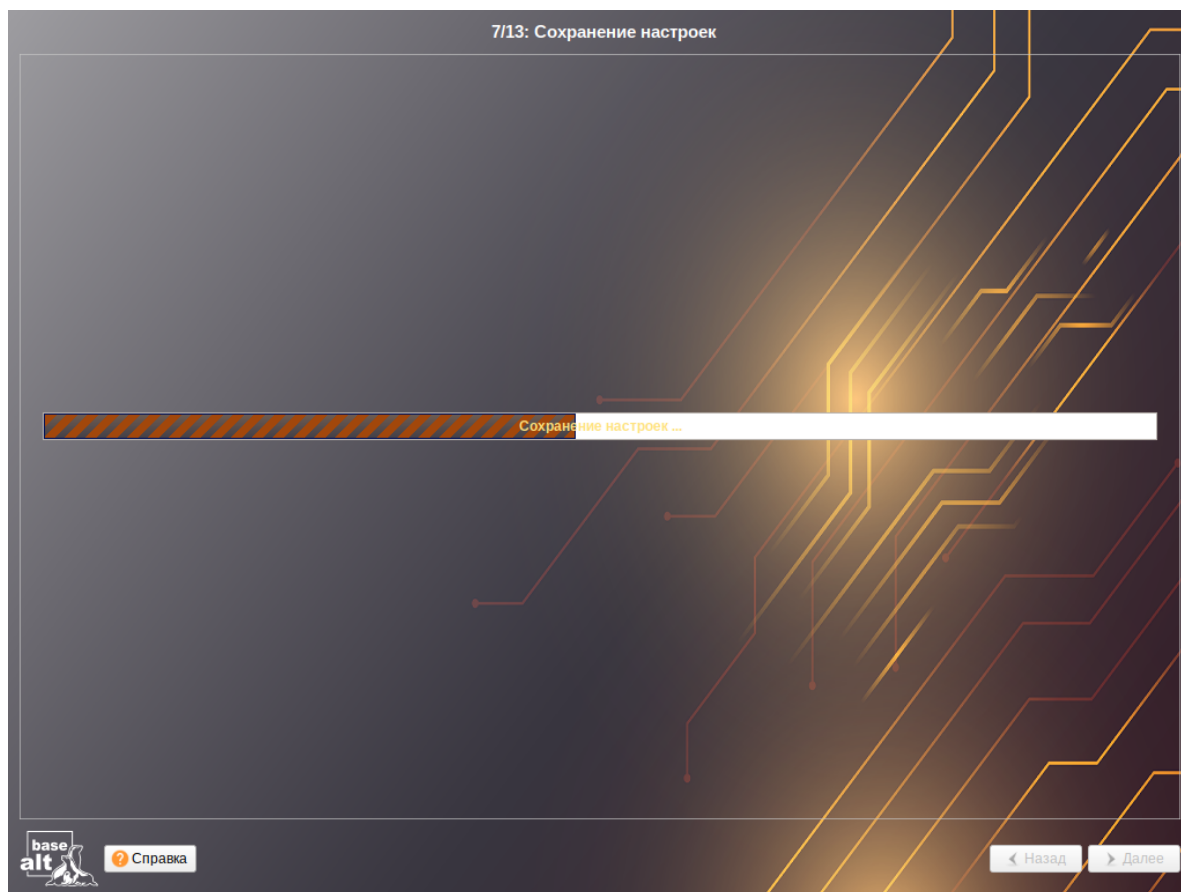 7/13: Сохранение настроек
Сохранение настроек ...
base
alt
Справка
Назад
Далее